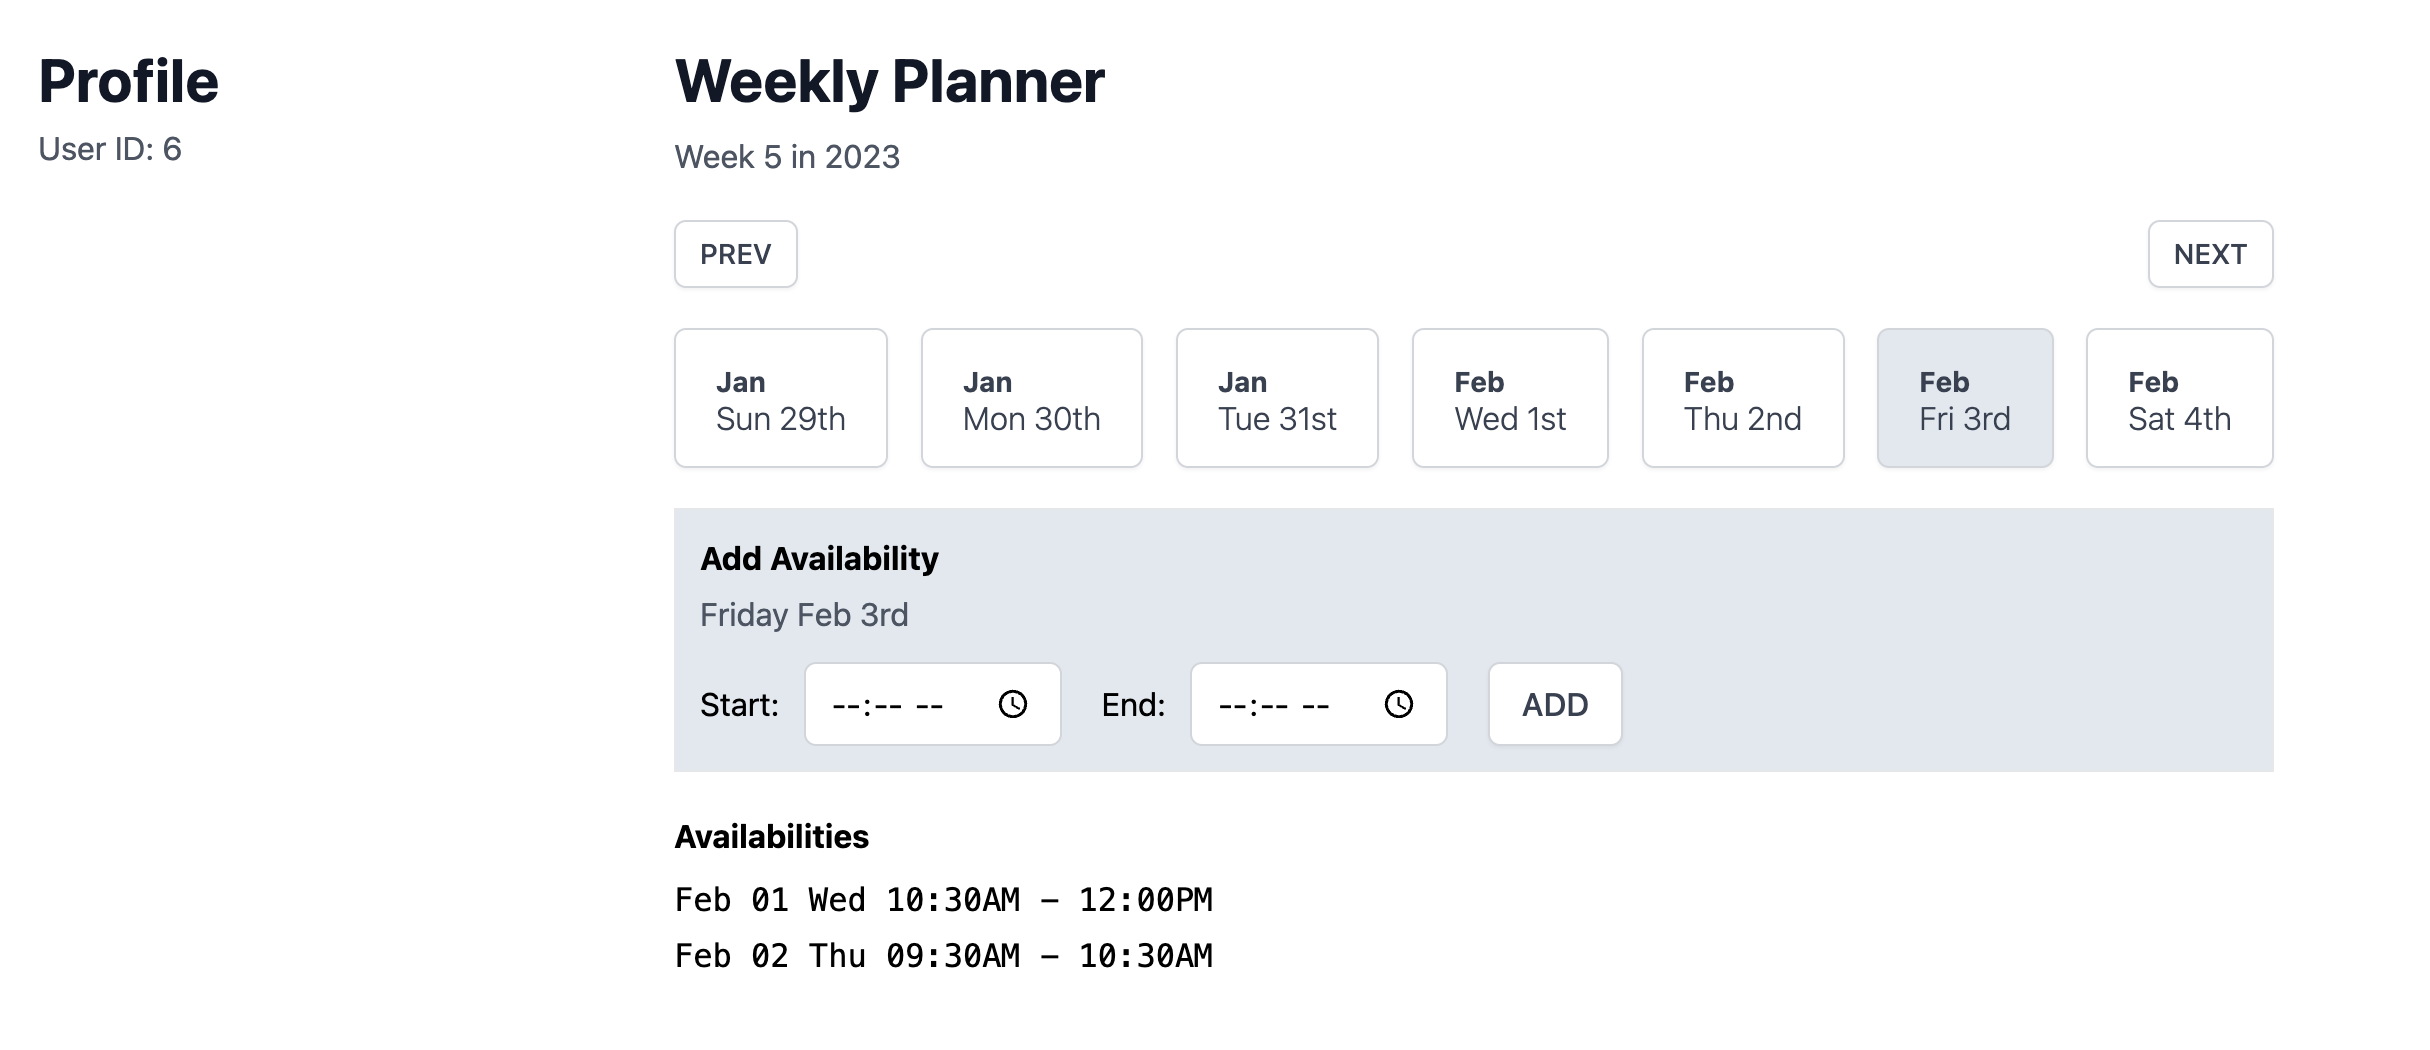 Profile
User ID: 6
Weekly Planner
Week 5 in 2023
PREV
NEXT
Jan
Sun 29th
Jan
Mon 30th
Jan
Tue 31st
Feb
Wed 1st
Feb
Thu 2nd
Feb
Fri 3rd
Feb
Sat 4th
Add Availability
Friday Feb 3rd
Start: --:-- -- End: --:-- -- ADD
Availabilities
Feb 01 Wed 10:30AM – 12:00PM
Feb 02 Thu 09:30AM – 10:30AM